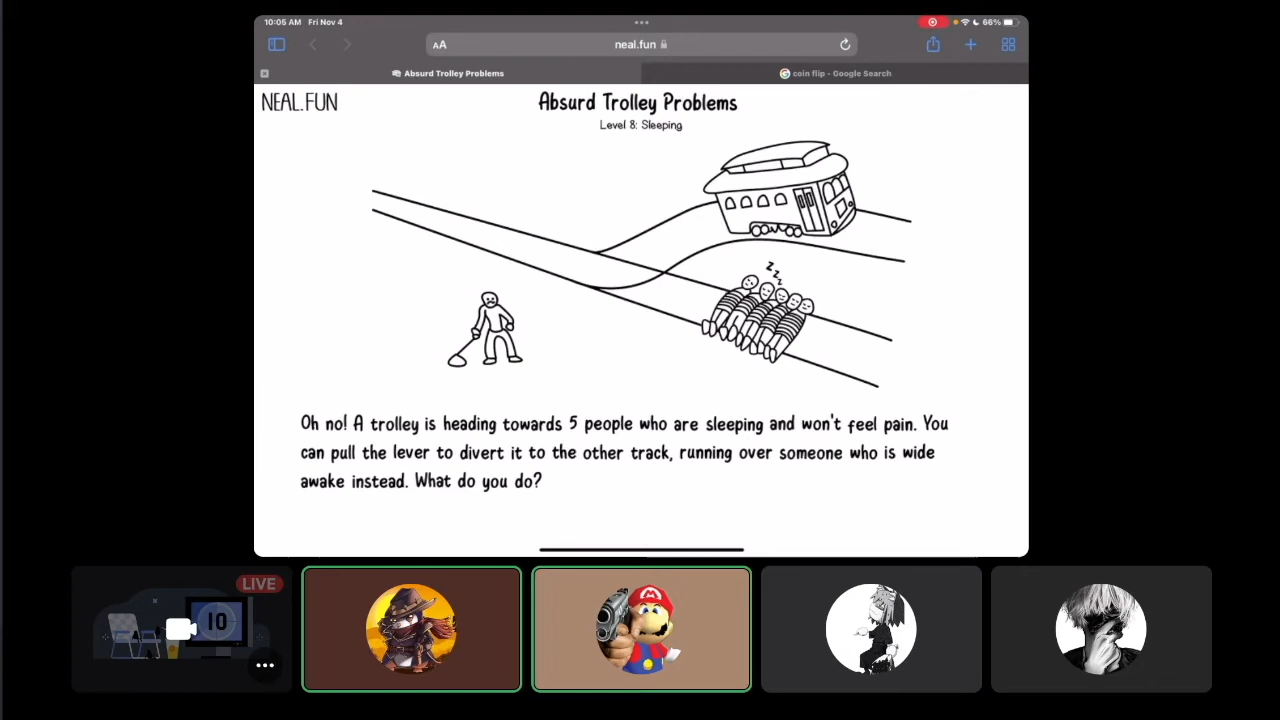 10:05 AM Fri Nov 4
66%
AA
neal.fun
Absurd Trolley Problems
coin flip - Google Search
NEAL.FUN
Absurd Trolley Problems
Level 8: Sleeping
z
z
z
Oh no! A trolley is heading towards 5 people who are sleeping and won't feel pain. You
can pull the lever to divert it to the other track, running over someone who is wide
awake instead. What do you do?
LIVE
10
M